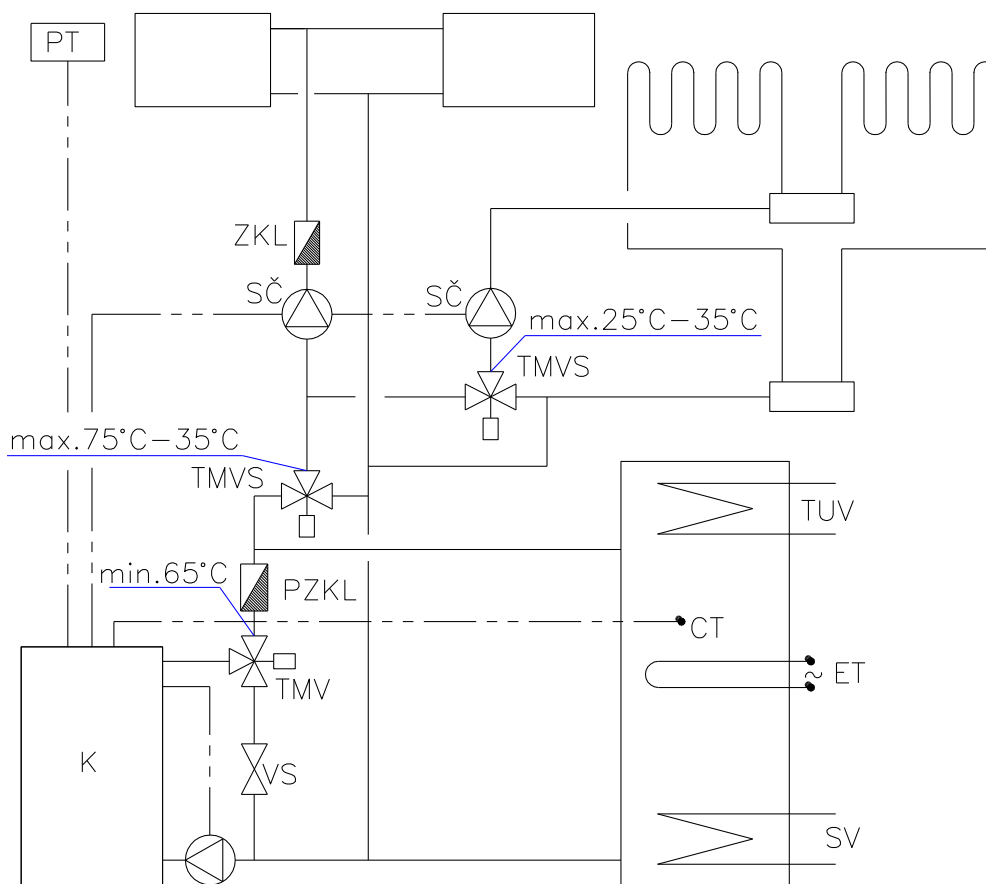 PT
ZKL
SČ
SČ
max.25°C–35°C
TMVS
max.75°C–35°C
TMVS
TUV
min.65°C
PZKL
CT
ET
TMV
K
VS
SV
~